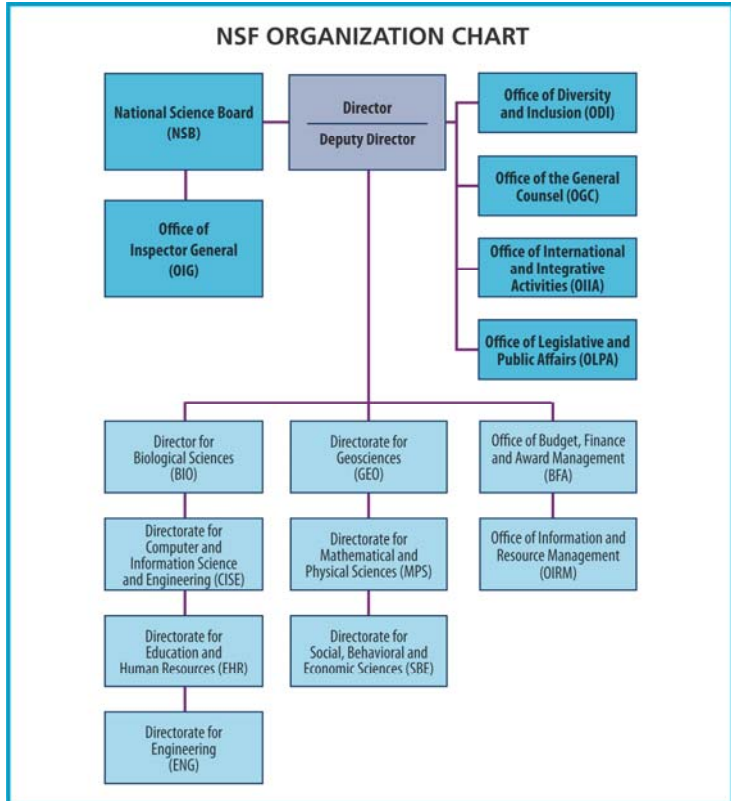 NSF ORGANIZATION CHART
National Science Board
(NSB)
Director
Deputy Director
Office of Diversity
and Inclusion (ODI)
Office of the General
Counsel (OGC)
Office of
Inspector General
(OIG)
Office of International
and Integrative
Activities (OIIA)
Office of Legislative and
Public Affairs (OLPA)
Director for
Biological Sciences
(BIO)
Directorate for
Geosciences
(GEO)
Office of Budget, Finance
and Award Management
(BFA)
Directorate for
Computer and
Information Science
and Engineering (CISE)
Directorate for
Mathematical and
Physical Sciences (MPS)
Office of Information and
Resource Management
(OIRM)
Directorate for
Education and
Human Resources (EHR)
Directorate for
Social, Behavioral and
Economic Sciences (SBE)
Directorate for
Engineering
(ENG)